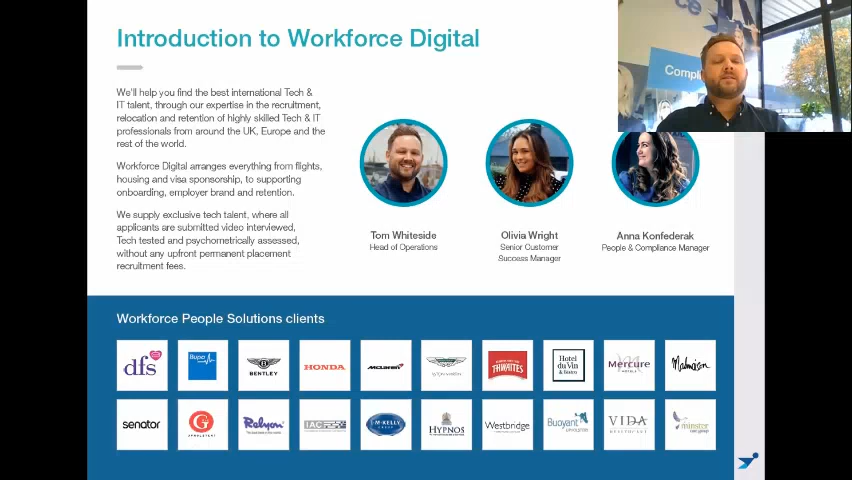 Introduction to Workforce Digital
We'll help you find the best international Tech &
IT talent, through our expertise in the recruitment,
relocation and retention of highly skilled Tech & IT
professionals from around the UK, Europe and the
rest of the world.
Workforce Digital arranges everything from flights,
housing and visa sponsorship, to supporting
onboarding, employer brand and retention.
We supply exclusive tech talent, where all
applicants are submitted video interviewed,
Tech tested and psychometrically assessed,
without any upfront permanent placement
recruitment fees.
Tom Whiteside
Head of Operations
Olivia Wright
Senior Customer
Success Manager
Anna Konfederak
People & Compliance Manager
Workforce People Solutions clients
dfs
Bupa
BENTLEY
HONDA
McLaren
ASTON MARTIN
THWAITES
Hotel
du Vin
& Bistro
Mercure
HOTELS
Malmaison
senator
G
Relyon
IAC
McKELLY
HYPNOS
Westbridge
Buoyant
UPHOLSTERY
VIDA
HEALTHCARE
minster
care group